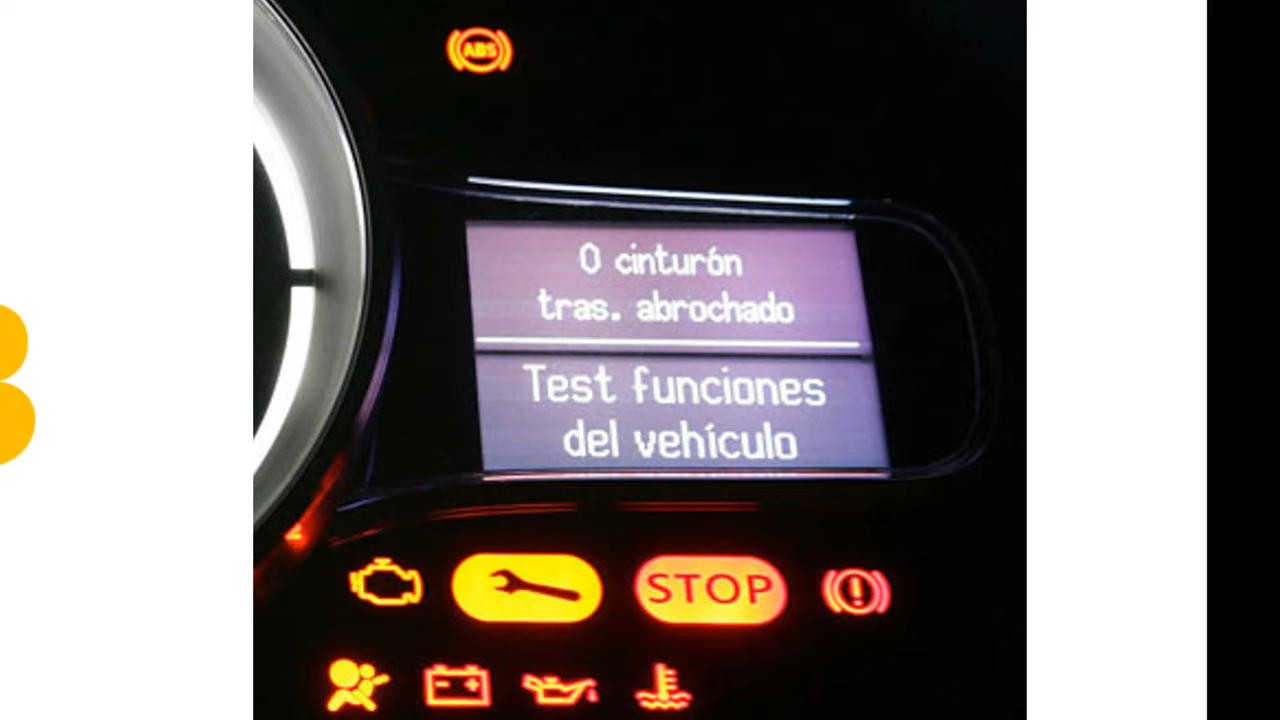 ABS
0 cinturón
tras. abrochado
Test funciones
del vehículo
STOP